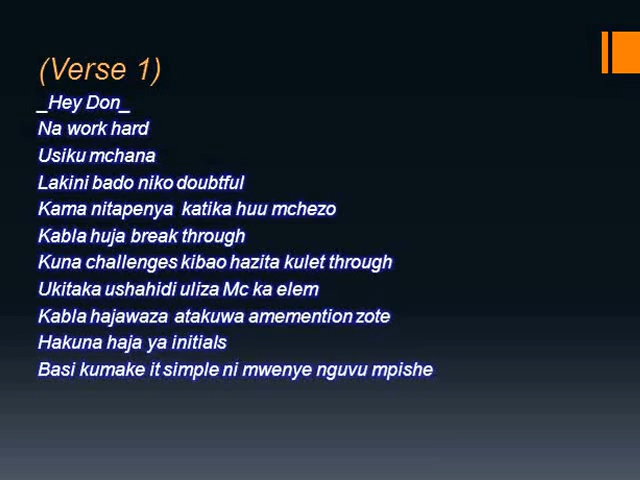 (Verse 1)
_Hey Don_
Na work hard
Usiku mchana
Lakini bado niko doubtful
Kama nitapenya katika huu mchezo
Kabla huja break through
Kuna challenges kibao hazita kulet through
Ukitaka ushahidi uliza Mc ka elem
Kabla hajawaza atakuwa amemention zote
Hakuna haja ya initials
Basi kumake it simple ni mwenye nguvu mpishe